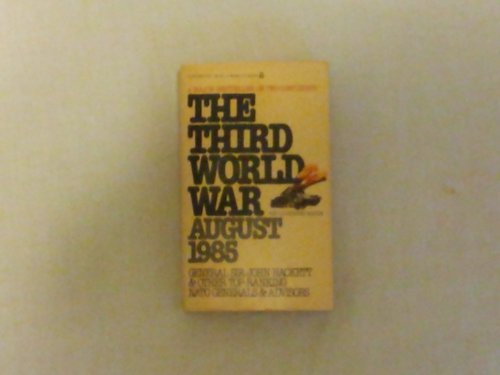 THE
THIRD
WORLD
WAR
AUGUST
1985
GENERAL SIR JOHN HACKETT
& OTHER TOP-RANKING
NATO GENERALS & ADVISORS